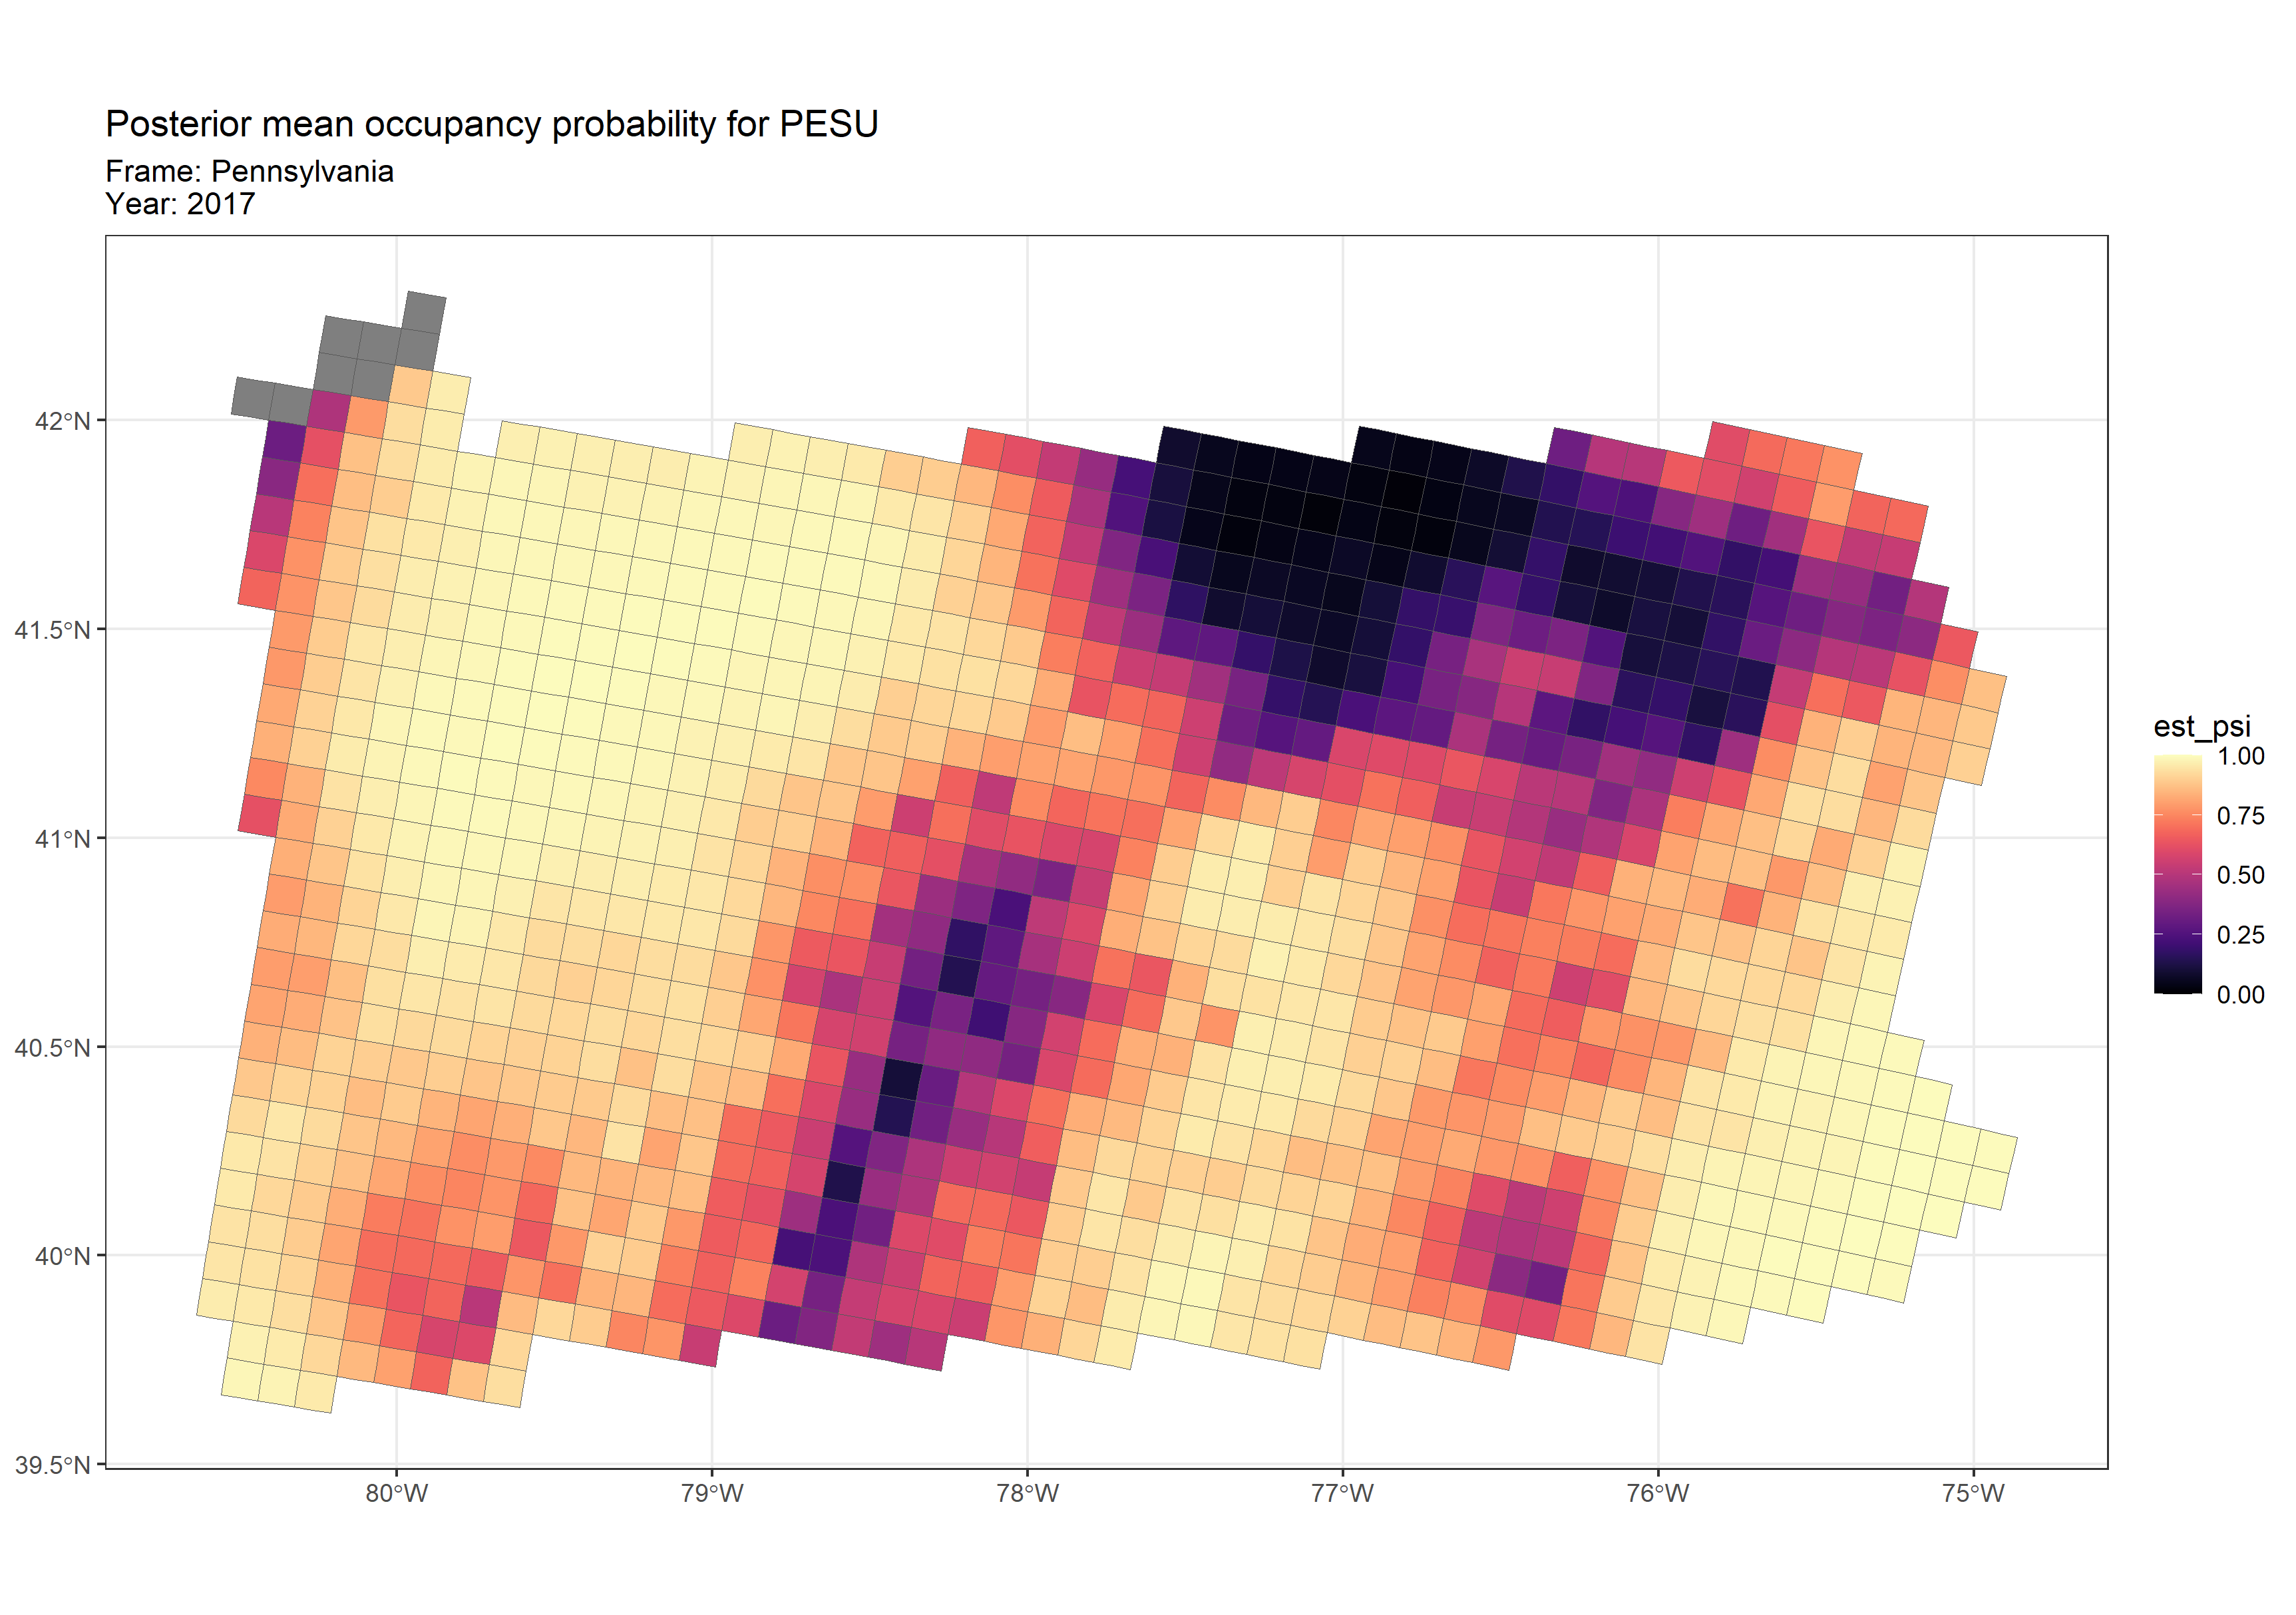 Posterior mean occupancy probability for PESU
Frame: Pennsylvania
Year: 2017
42°N
41.5°N
41°N
40.5°N
40°N
39.5°N
80°W
79°W
78°W
77°W
76°W
75°W
est_psi
1.00
0.75
0.50
0.25
0.00